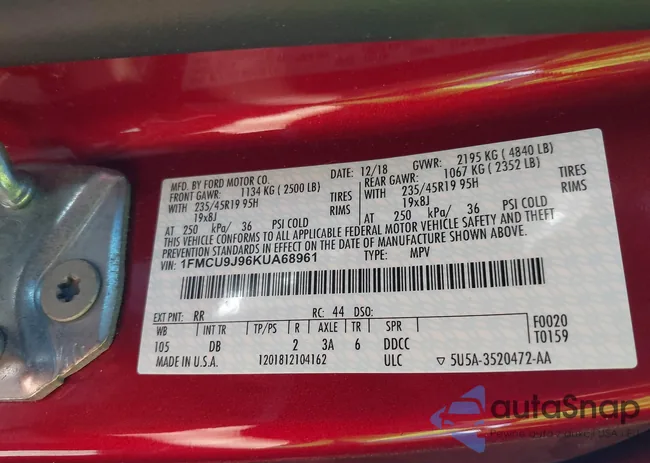 MFD. BY FORD MOTOR CO. DATE: 12/18 GVWR: 2195 KG ( 4840 LB)
FRONT GAWR: 1134 KG ( 2500 LB) REAR GAWR: 1067 KG ( 2352 LB)
WITH 235/45R19 95H TIRES WITH 235/45R19 95H TIRES
19x8J RIMS 19x8J RIMS
AT 250 kPa/ 36 PSI COLD AT 250 kPa/ 36 PSI COLD
THIS VEHICLE CONFORMS TO ALL APPLICABLE FEDERAL MOTOR VEHICLE SAFETY AND THEFT
PREVENTION STANDARDS IN EFFECT ON THE DATE OF MANUFACTURE SHOWN ABOVE.
VIN: 1FMCU9J96KUA68961 TYPE: MPV
EXT PNT: RR RC: 44 DSO: F0020
WB INT TR TP/PS R AXLE TR SPR T0159
105 DB 2 3A 6 DDCC
MADE IN U.S.A. 1201812104162 ULC ▽ 5U5A-3520472-AA
autaSnap